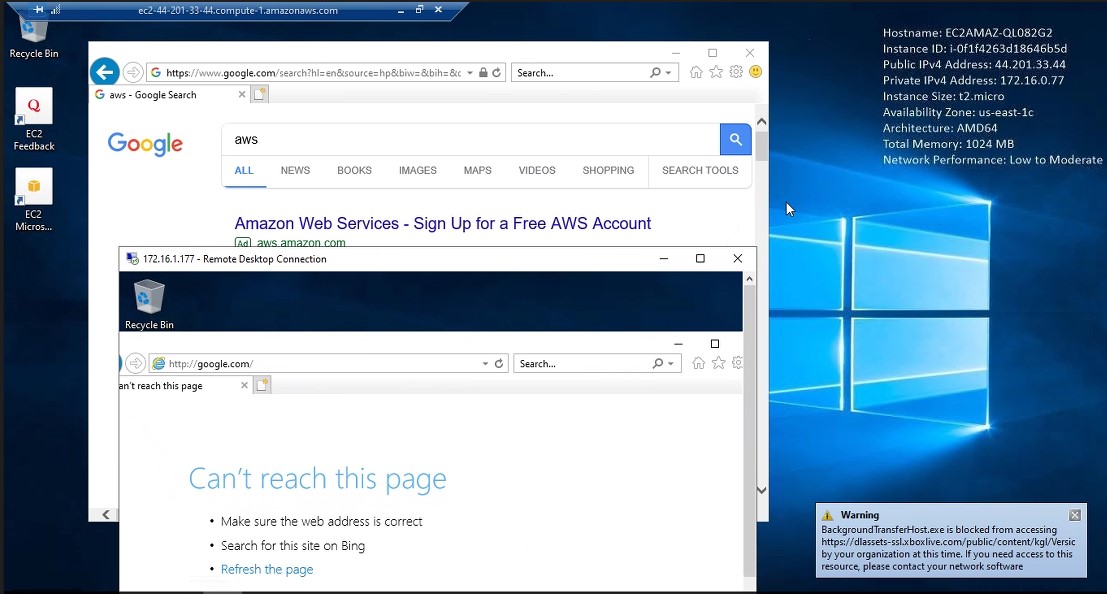 ec2-44-201-33-44.compute-1.amazonaws.com
Recycle Bin
EC2
Feedback
EC2
Micros...
https://www.google.com/search?hl=en&source=hp&biw=&bih=&c
Search...
aws - Google Search
Google
aws
ALL NEWS BOOKS IMAGES MAPS VIDEOS SHOPPING SEARCH TOOLS
Amazon Web Services - Sign Up for a Free AWS Account
Ad aws.amazon.com
172.16.1.177 - Remote Desktop Connection
Recycle Bin
http://google.com/
Search...
an't reach this page
Can't reach this page
• Make sure the web address is correct
• Search for this site on Bing
• Refresh the page
Hostname: EC2AMAZ-QL082G2
Instance ID: i-0f1f4263d18646b5d
Public IPv4 Address: 44.201.33.44
Private IPv4 Address: 172.16.0.77
Instance Size: t2.micro
Availability Zone: us-east-1c
Architecture: AMD64
Total Memory: 1024 MB
Network Performance: Low to Moderate
Warning
BackgroundTransferHost.exe is blocked from accessing
https://dlassets-ssl.xboxlive.com/public/content/kgl/Versic
by your organization at this time. If you need access to this
resource, please contact your network software